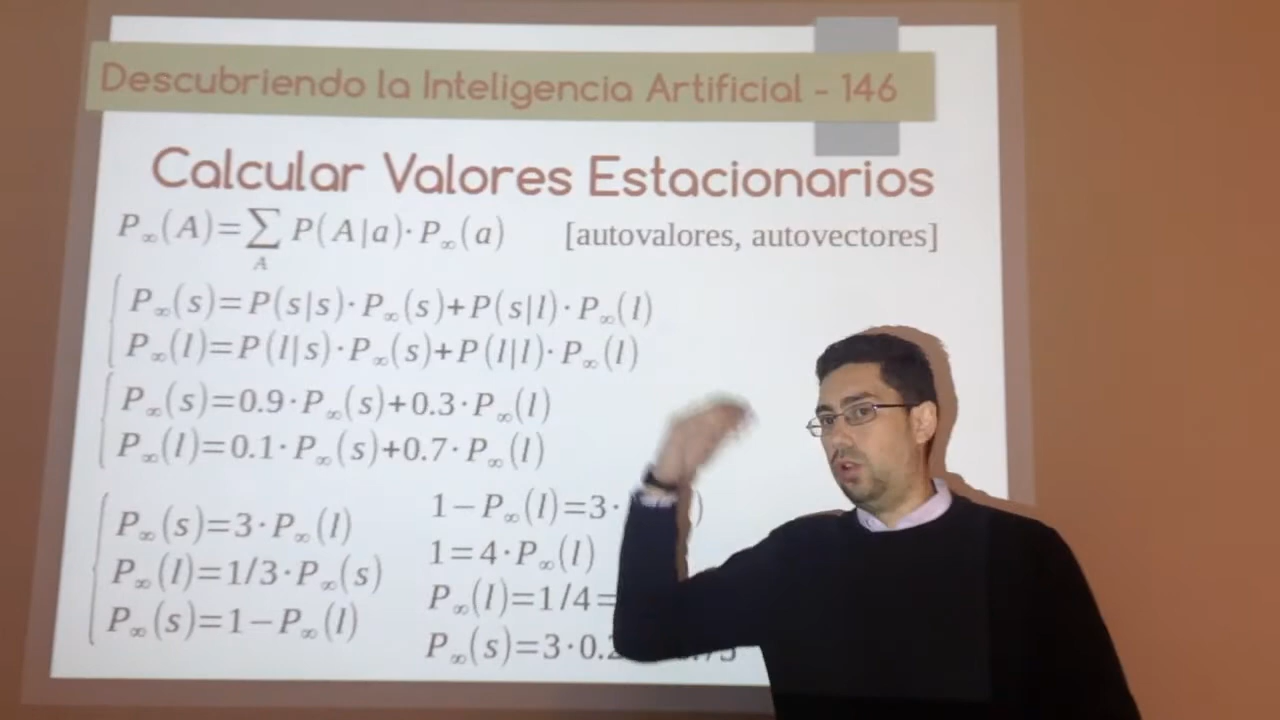 Descubriendo la Inteligencia Artificial - 146
Calcular Valores Estacionarios
P∞(A)=∑A P(A|a)·P∞(a) [autovalores, autovectores]
P∞(s)=P(s|s)·P∞(s)+P(s|l)·P∞(l)
P∞(l)=P(l|s)·P∞(s)+P(l|l)·P∞(l)
P∞(s)=0.9·P∞(s)+0.3·P∞(l)
P∞(l)=0.1·P∞(s)+0.7·P∞(l)
P∞(s)=3·P∞(l)
P∞(l)=1/3·P∞(s)
P∞(s)=1−P∞(l)
1−P∞(l)=3·
1=4·P∞(l)
P∞(l)=1/4=
P∞(s)=3·0.